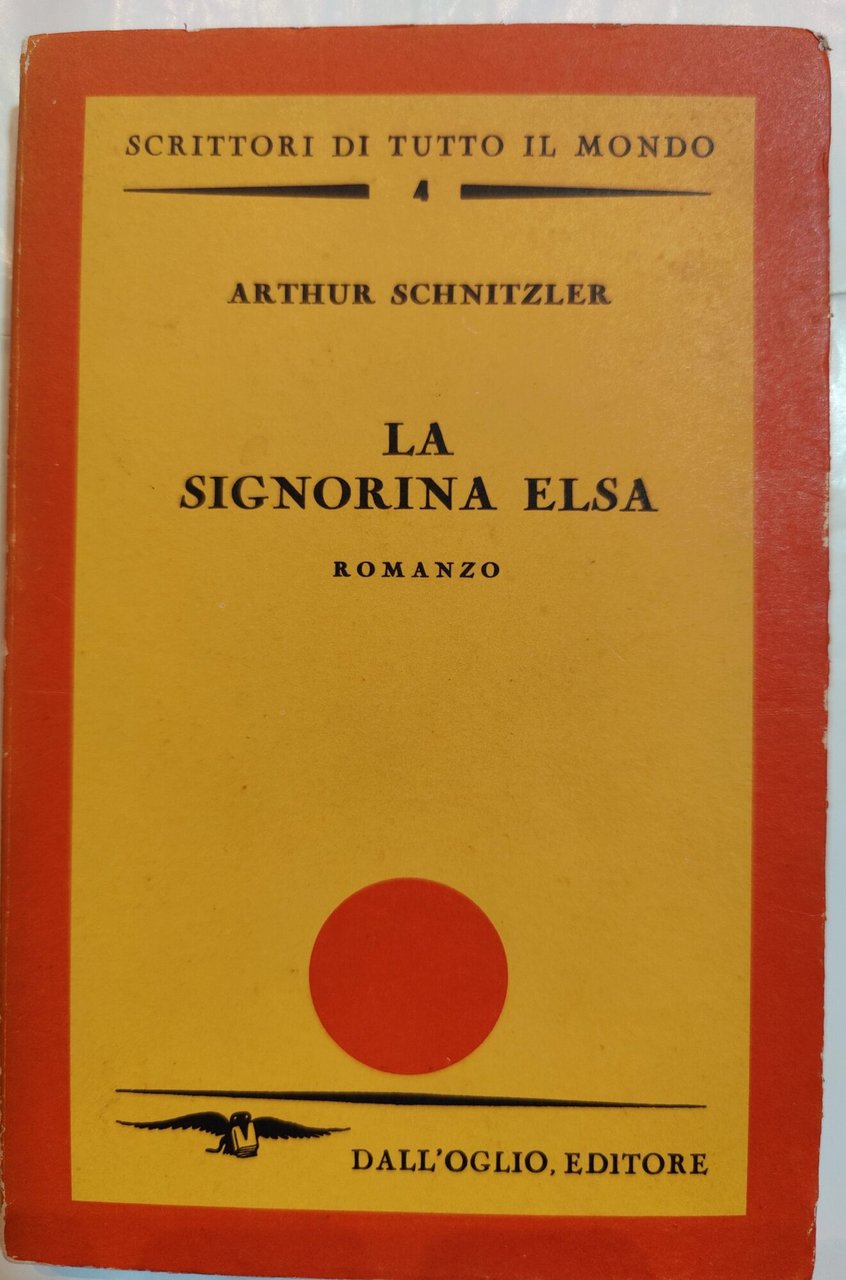 SCRITTORI DI TUTTO IL MONDO
4
ARTHUR SCHNITZLER
LA
SIGNORINA ELSA
ROMANZO
DALL'OGLIO, EDITORE